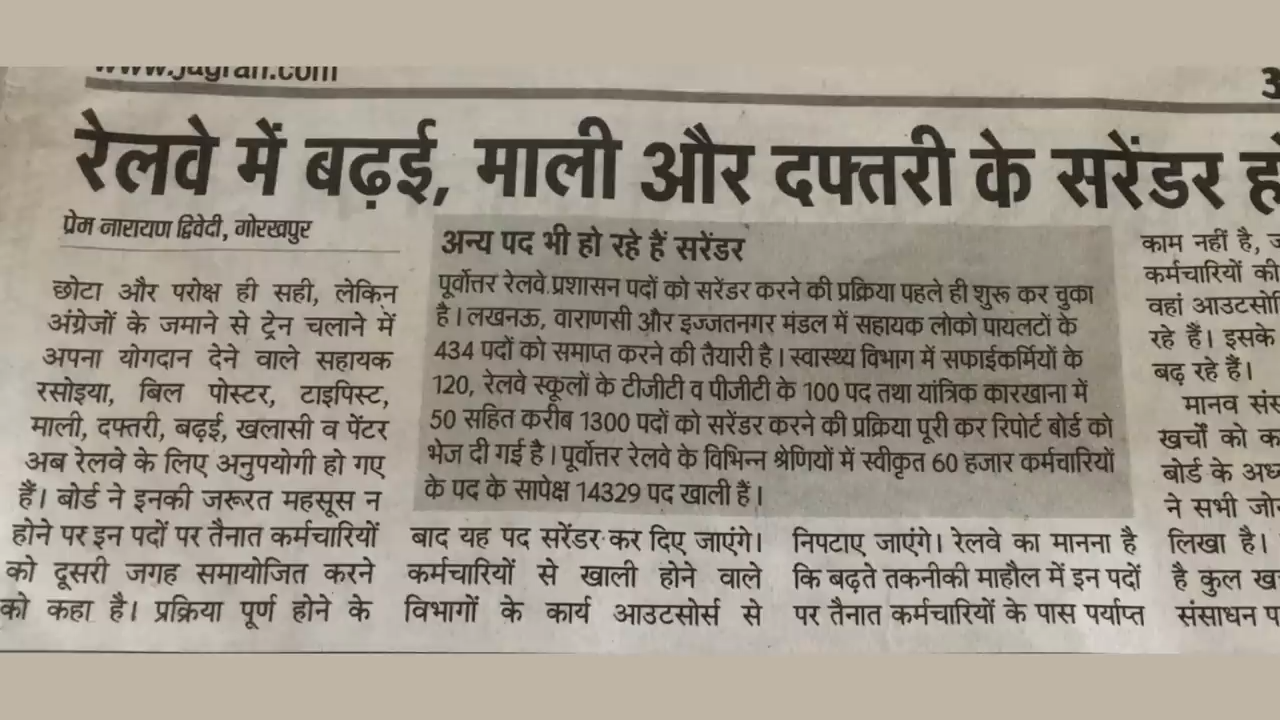 www.jagran.com
रेलवे में बढ़ई, माली और दफ्तरी के सरेंडर
प्रेम नारायण द्विवेदी, गोरखपुर
छोटा और परोक्ष ही सही, लेकिन
अंग्रेजों के जमाने से ट्रेन चलाने में
अपना योगदान देने वाले सहायक
रसोइया, बिल पोस्टर, टाइपिस्ट,
माली, दफ्तरी, बढ़ई, खलासी व पेंटर
अब रेलवे के लिए अनुपयोगी हो गए
हैं। बोर्ड ने इनकी जरूरत महसूस न
होने पर इन पदों पर तैनात कर्मचारियों
को दूसरी जगह समायोजित करने
को कहा है। प्रक्रिया पूर्ण होने के
अन्य पद भी हो रहे हैं सरेंडर
पूर्वोत्तर रेलवे प्रशासन पदों को सरेंडर करने की प्रक्रिया पहले ही शुरू कर चुका
है। लखनऊ, वाराणसी और इज्जतनगर मंडल में सहायक लोको पायलटों के
434 पदों को समाप्त करने की तैयारी है। स्वास्थ्य विभाग में सफाईकर्मियों के
120, रेलवे स्कूलों के टीजीटी व पीजीटी के 100 पद तथा यांत्रिक कारखाना में
50 सहित करीब 1300 पदों को सरेंडर करने की प्रक्रिया पूरी कर रिपोर्ट बोर्ड को
भेज दी गई है। पूर्वोत्तर रेलवे के विभिन्न श्रेणियों में स्वीकृत 60 हजार कर्मचारियों
के पद के सापेक्ष 14329 पद खाली हैं।
बाद यह पद सरेंडर कर दिए जाएंगे।
कर्मचारियों से खाली होने वाले
विभागों के कार्य आउटसोर्स से
निपटाए जाएंगे। रेलवे का मानना है
कि बढ़ते तकनीकी माहौल में इन पदों
पर तैनात कर्मचारियों के पास पर्याप्त
काम नहीं है,
कर्मचारियों की
वहां
रहे हैं। इसके
बढ़ रहे हैं।
मानव
खर्चों को
बोर्ड के
ने सभी
लिखा है।
है कुल
संसाधन